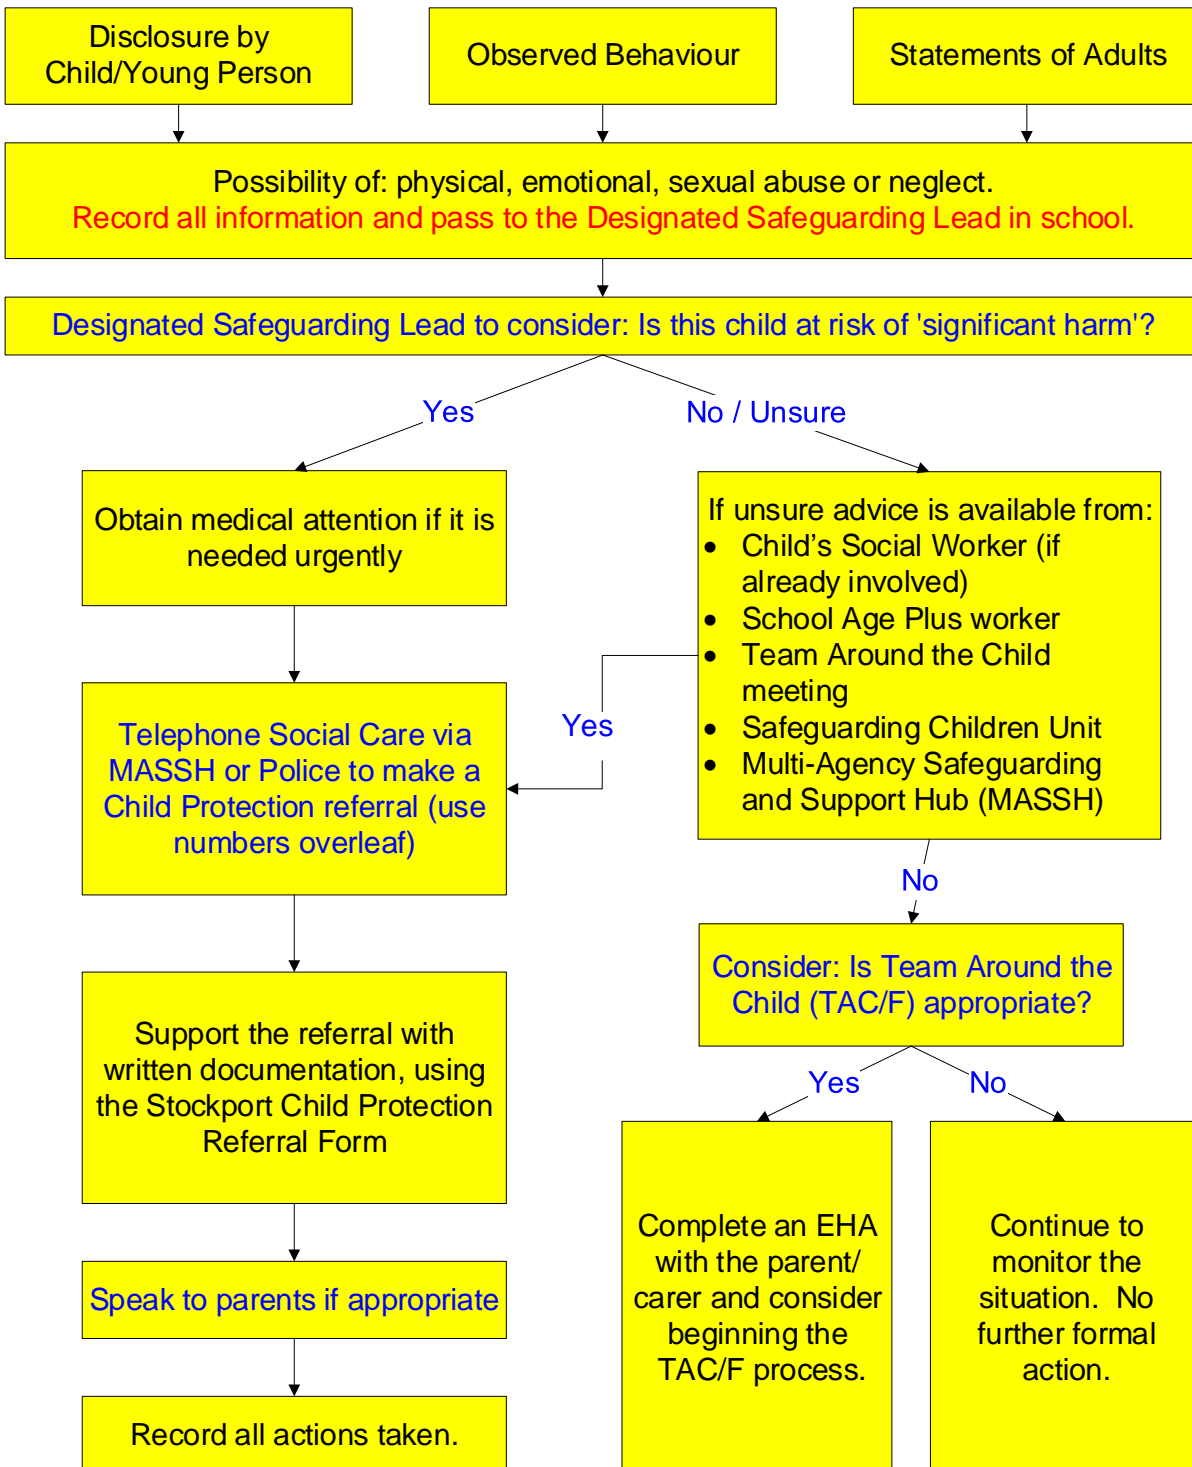 Disclosure by
Child/Young Person
Observed Behaviour
Statements of Adults
Possibility of: physical, emotional, sexual abuse or neglect.
Record all information and pass to the Designated Safeguarding Lead in school.
Designated Safeguarding Lead to consider: Is this child at risk of 'significant harm'?
Yes
No / Unsure
Obtain medical attention if it is
needed urgently
If unsure advice is available from:
• Child’s Social Worker (if
already involved)
• School Age Plus worker
• Team Around the Child
meeting
• Safeguarding Children Unit
• Multi-Agency Safeguarding
and Support Hub (MASSH)
Yes
Telephone Social Care via
MASSH or Police to make a
Child Protection referral (use
numbers overleaf)
No
Consider: Is Team Around the
Child (TAC/F) appropriate?
Support the referral with
written documentation, using
the Stockport Child Protection
Referral Form
Yes
No
Speak to parents if appropriate
Record all actions taken.
Complete an EHA
with the parent/
carer and consider
beginning the
TAC/F process.
Continue to
monitor the
situation.  No
further formal
action.